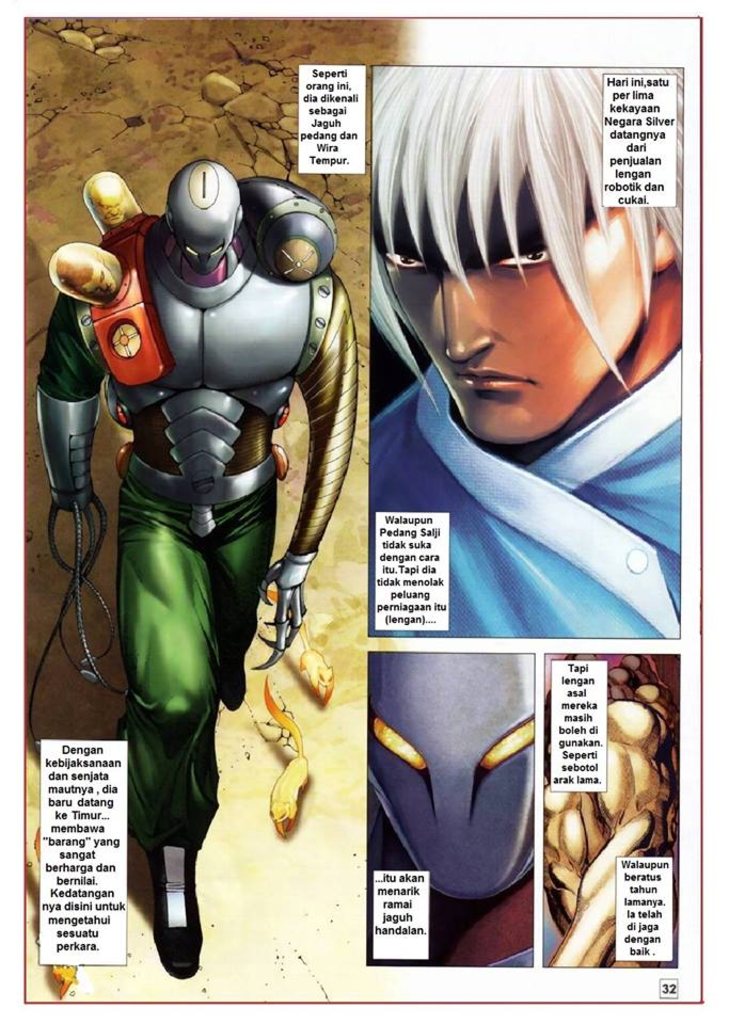 Seperti
orang ini,
dia dikenali
sebagai
Jaguh
pedang dan
Wira
Tempur.
Hari ini,satu
per lima
kekayaan
Negara Silver
datangnya
dari
penjualan
lengan
robotik dan
cukai.
Walaupun
Pedang Salji
tidak suka
dengan cara
itu.Tapi dia
tidak menolak
peluang
perniagaan itu
(lengan)....
Dengan
kebijaksanaan
dan senjata
mautnya , dia
baru datang
ke Timur...
membawa
"barang" yang
sangat
berharga dan
bernilai.
Kedatangan
nya disini untuk
mengetahui
sesuatu
perkara.
...itu akan
menarik
ramai
jaguh
handalan.
Tapi
lengan
asal
mereka
masih
boleh di
gunakan.
Seperti
sebotol
arak lama.
Walaupun
beratus
tahun
lamanya.
Ia telah
di jaga
dengan
baik .
32